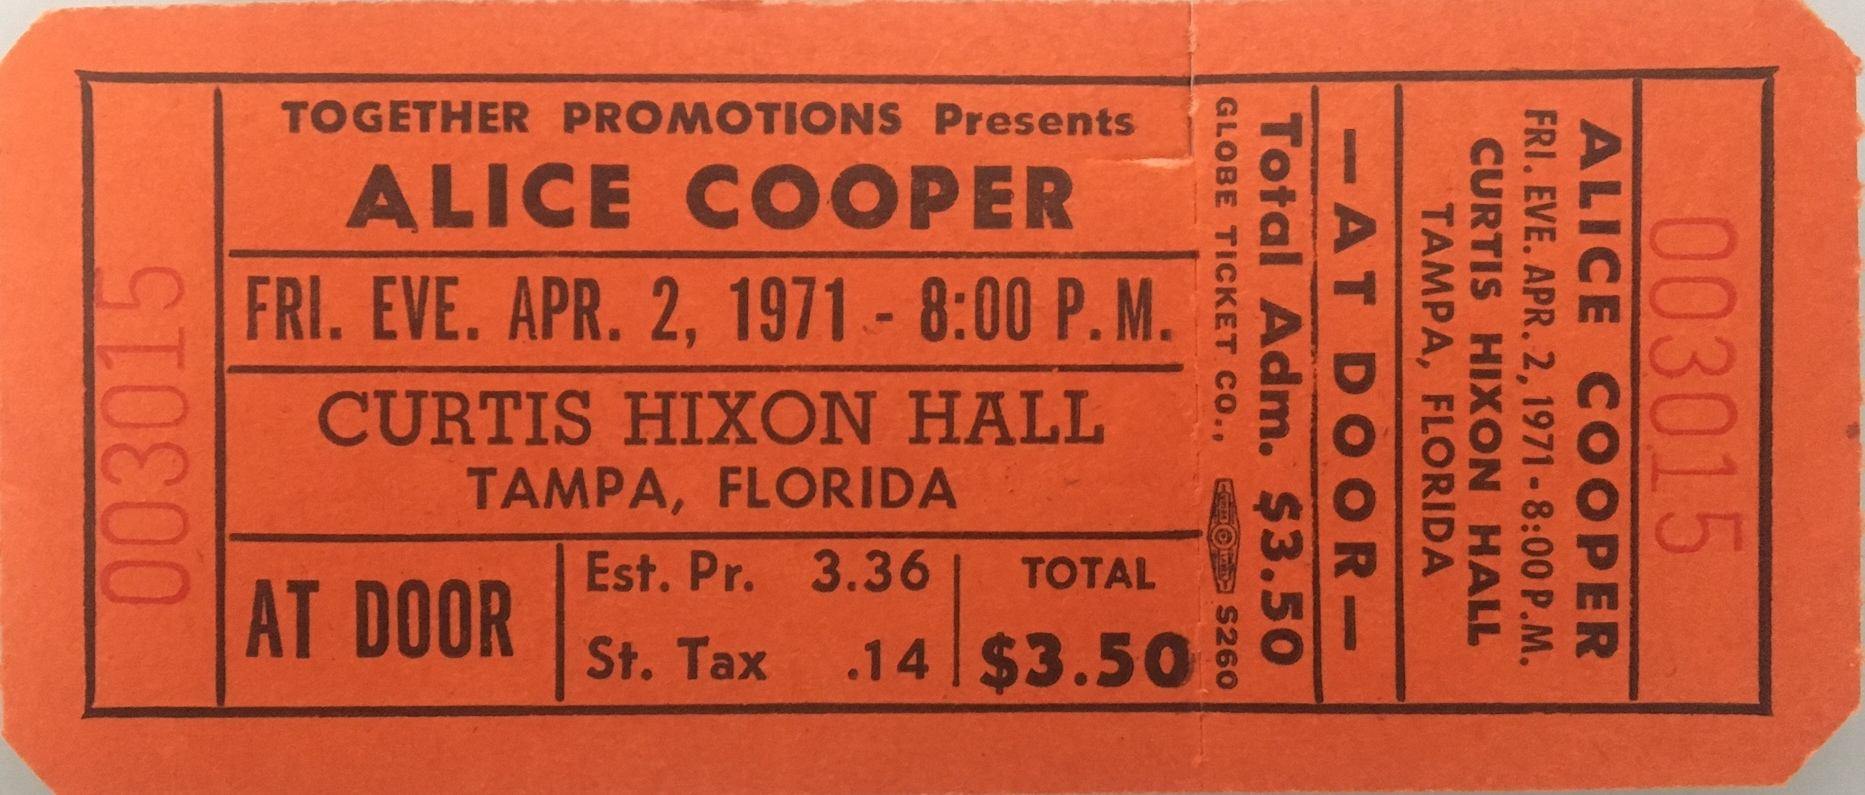 003015
TOGETHER PROMOTIONS Presents
ALICE COOPER
FRI. EVE. APR. 2, 1971 - 8:00 P.M.
CURTIS HIXON HALL
TAMPA, FLORIDA
AT DOOR
Est. Pr. 3.36
St. Tax .14
TOTAL
$3.50
GLOBE TICKET CO., S260
Total Adm. $3.50
—AT DOOR—
ALICE COOPER
FRI. EVE. APR. 2, 1971 - 8:00 P.M.
CURTIS HIXON HALL
TAMPA, FLORIDA
003015